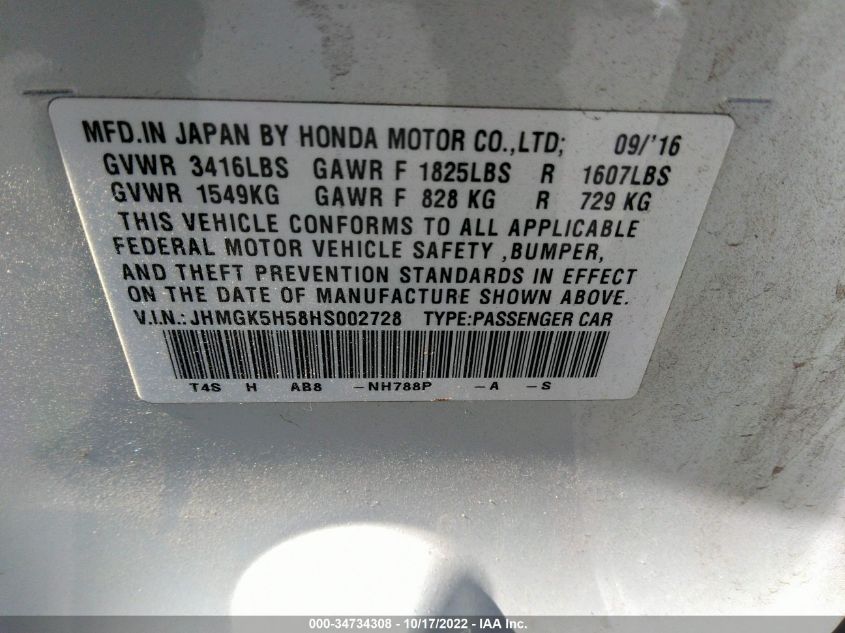 MFD.IN JAPAN BY HONDA MOTOR CO.,LTD; 09/'16
GVWR 3416LBS GAWR F 1825LBS R 1607LBS
GVWR 1549KG GAWR F 828 KG R 729 KG
THIS VEHICLE CONFORMS TO ALL APPLICABLE
FEDERAL MOTOR VEHICLE SAFETY ,BUMPER,
AND THEFT PREVENTION STANDARDS IN EFFECT
ON THE DATE OF MANUFACTURE SHOWN ABOVE.
V.I.N.: JHMGK5H58HS002728 TYPE:PASSENGER CAR
T4S H AB8 -NH788P -A -S
000-34734308 - 10/17/2022 - IAA Inc.